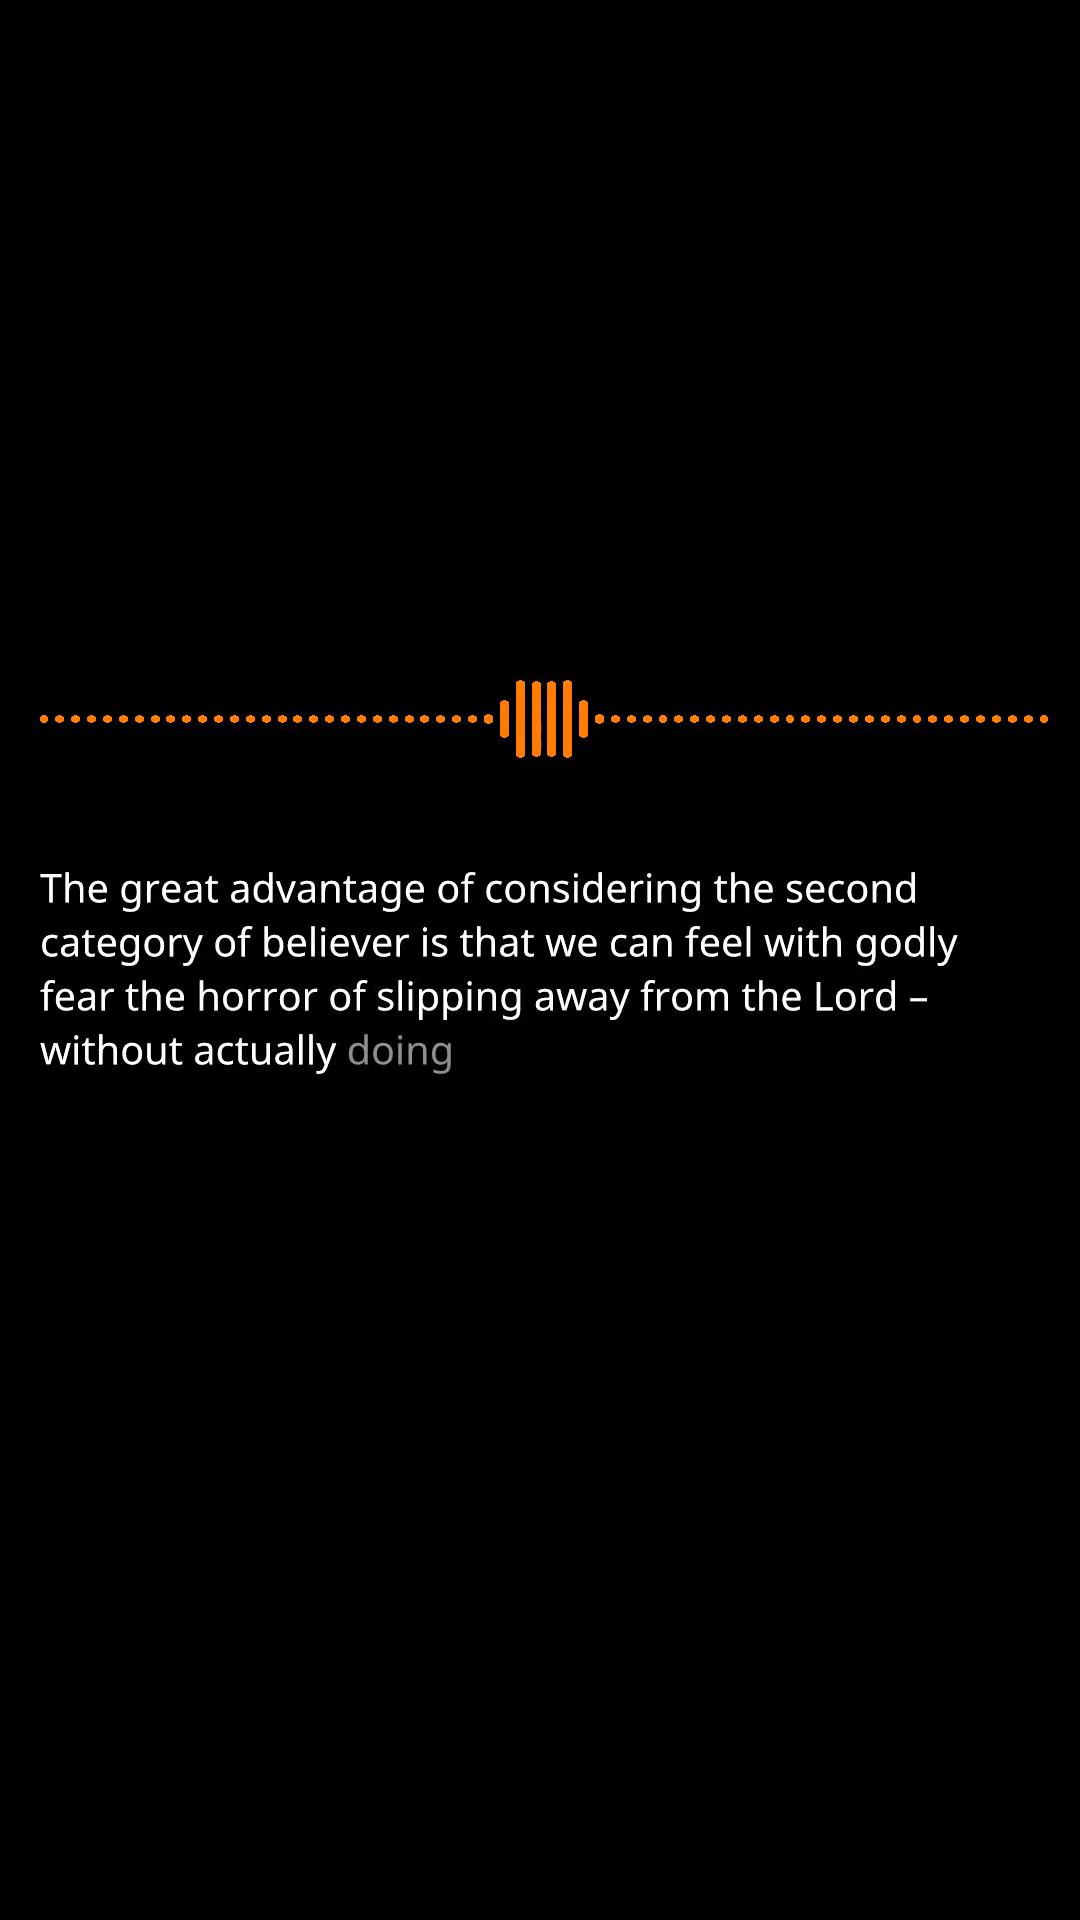 The great advantage of considering the second
category of believer is that we can feel with godly
fear the horror of slipping away from the Lord –
without actually doing